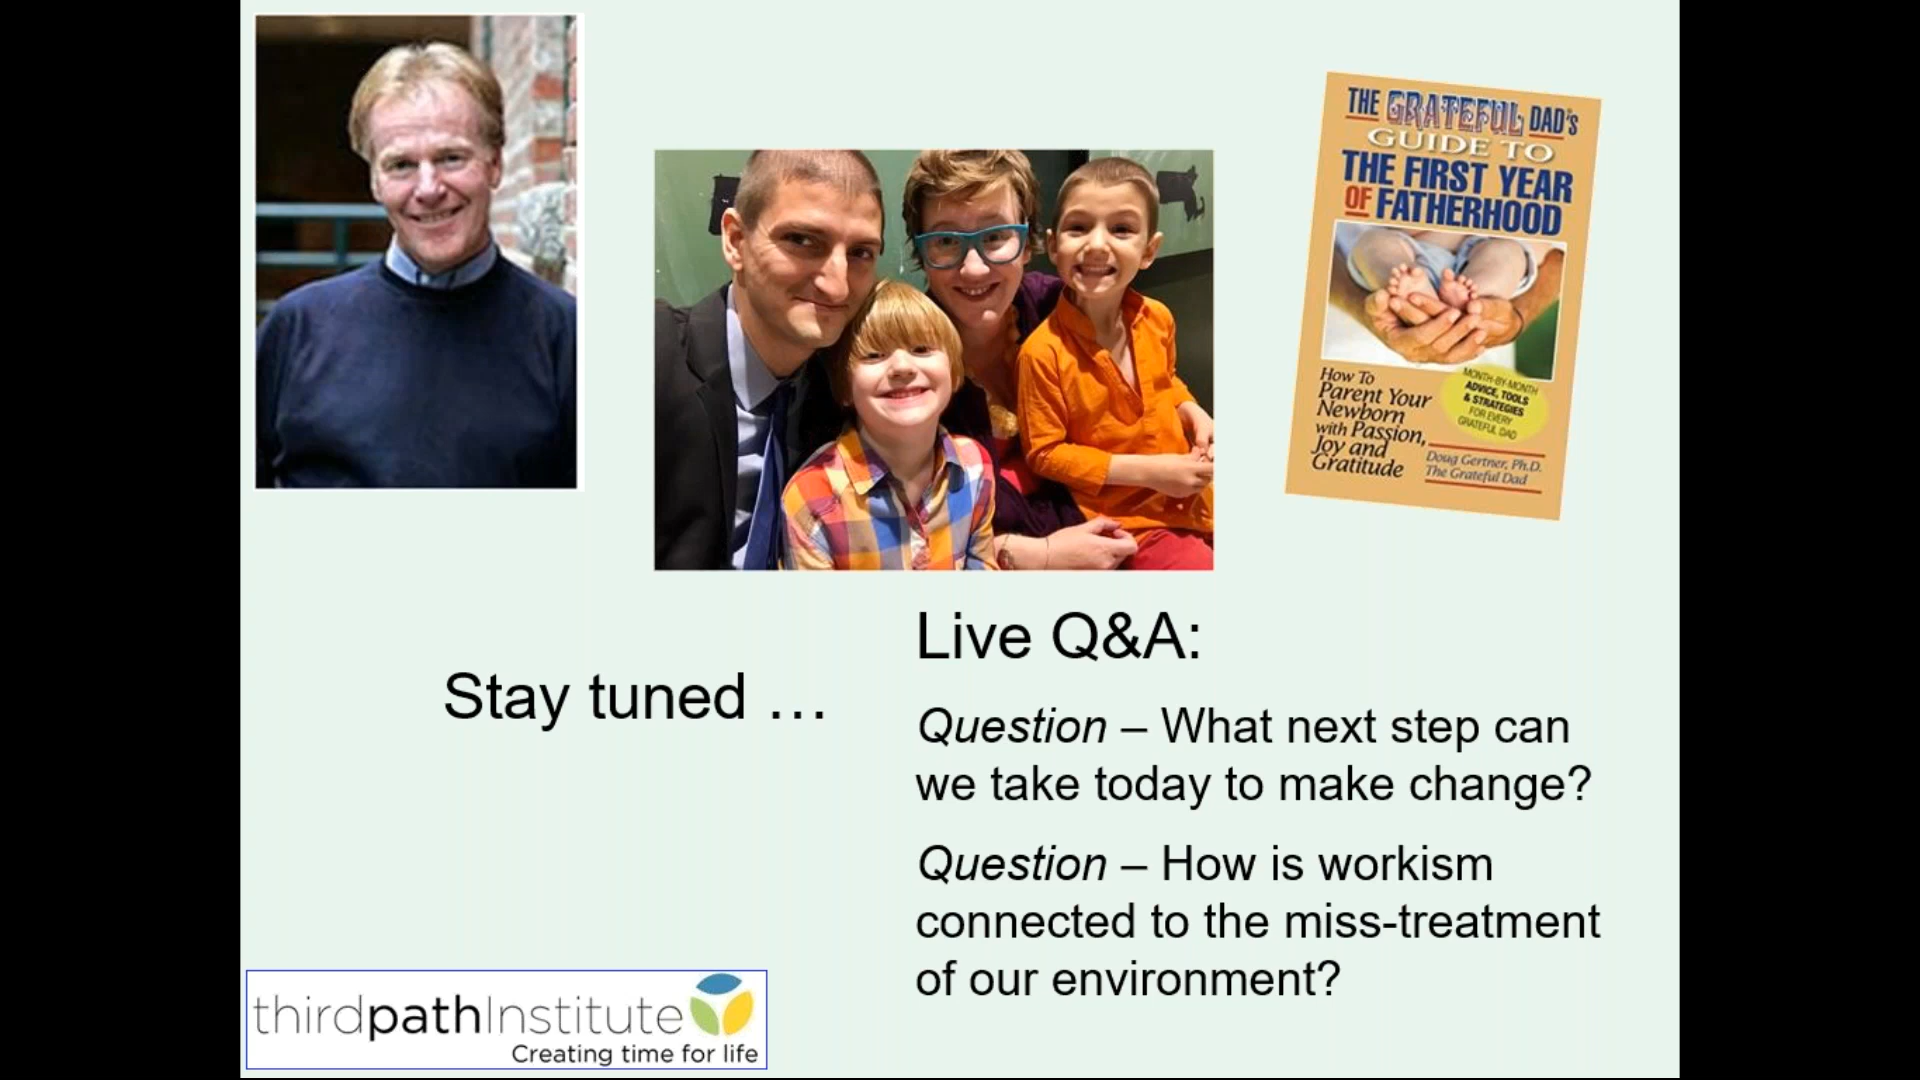 THE GRATEFUL DAD's
GUIDE TO
THE FIRST YEAR
OF FATHERHOOD
How To
Parent Your
Newborn
with Passion,
Joy and
Gratitude
MONTH-BY-MONTH
ADVICE, TOOLS
& STRATEGIES
FOR EVERY
GRATEFUL DAD
Doug Gertner, Ph.D.
The Grateful Dad
Stay tuned …
Live Q&A:
Question – What next step can
we take today to make change?
Question – How is workism
connected to the miss-treatment
of our environment?
thirdpathInstitute
Creating time for life